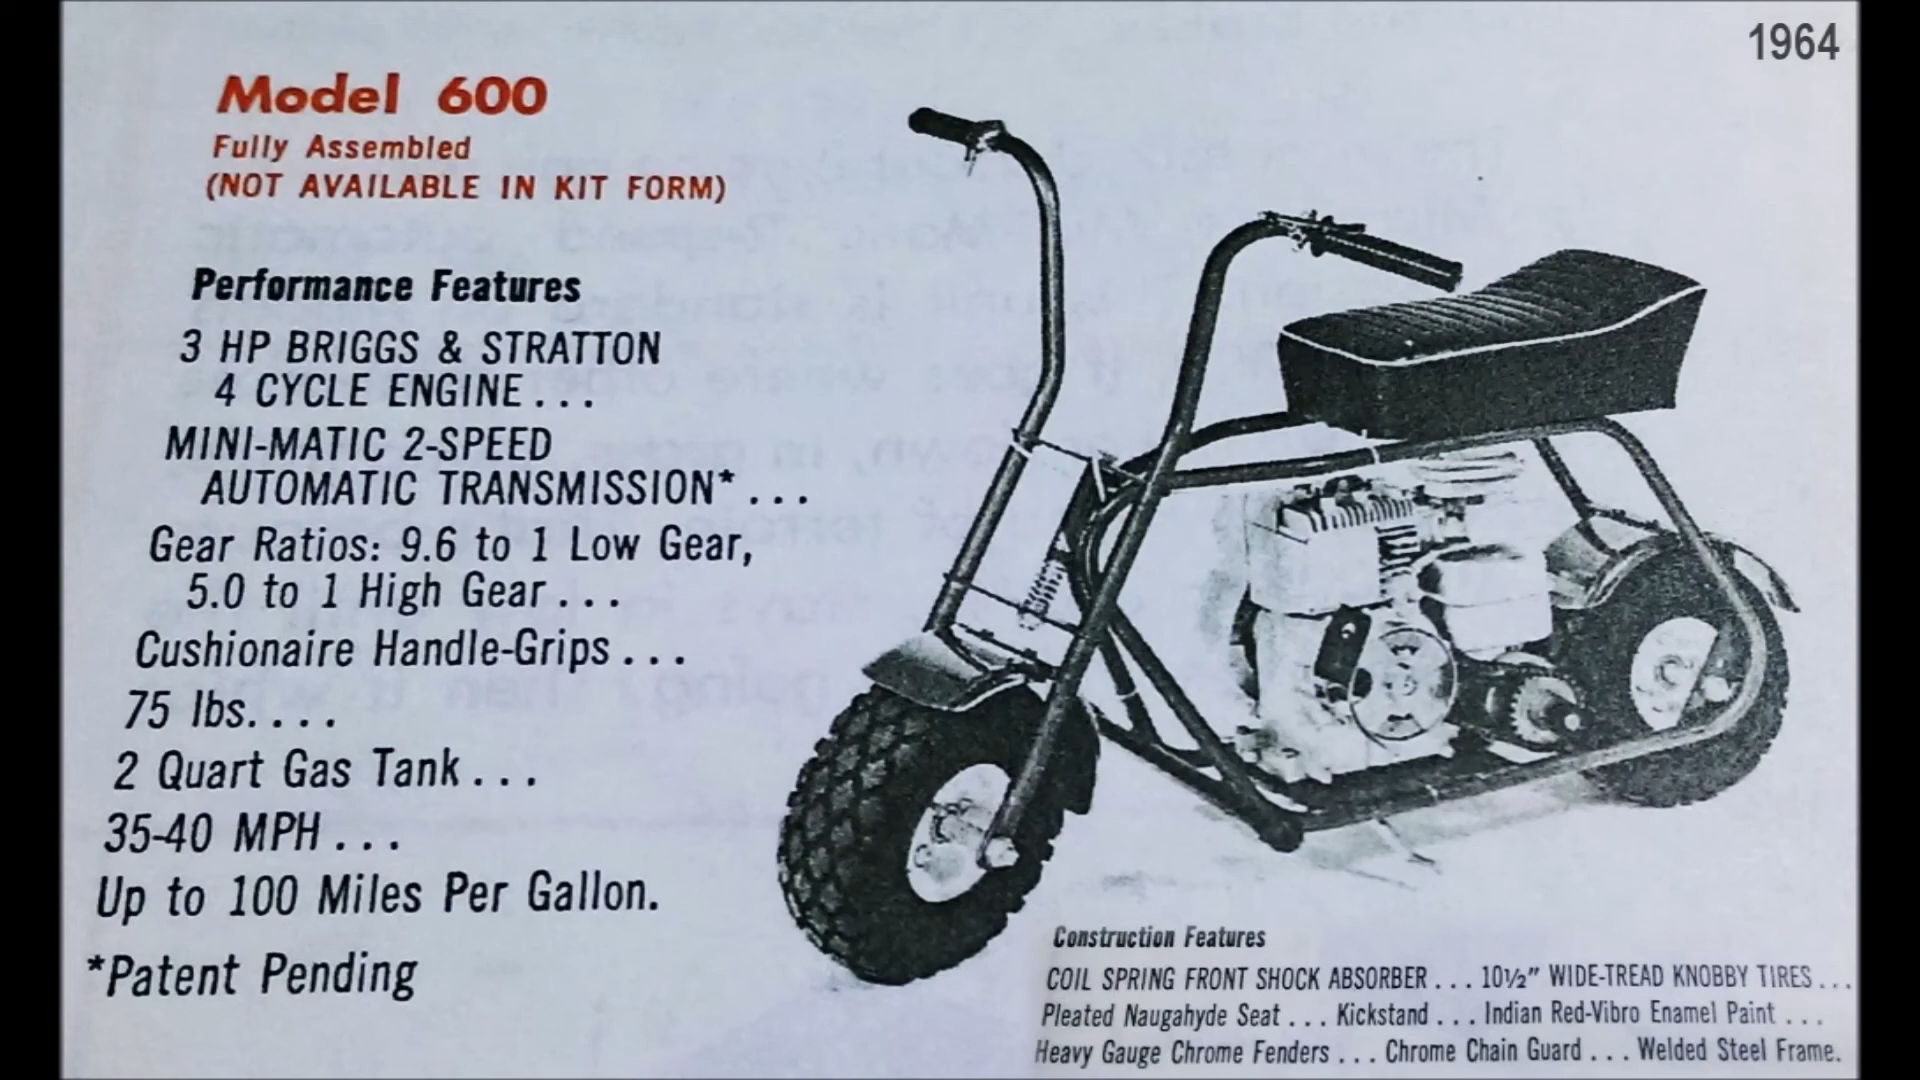 1964
Model 600
Fully Assembled
(NOT AVAILABLE IN KIT FORM)
Performance Features
3 HP BRIGGS & STRATTON
4 CYCLE ENGINE...
MINI-MATIC 2-SPEED
AUTOMATIC TRANSMISSION*...
Gear Ratios: 9.6 to 1 Low Gear,
5.0 to 1 High Gear...
Cushionaire Handle-Grips...
75 lbs....
2 Quart Gas Tank...
35-40 MPH...
Up to 100 Miles Per Gallon.
*Patent Pending
Construction Features
COIL SPRING FRONT SHOCK ABSORBER... 10½" WIDE-TREAD KNOBBY TIRES...
Pleated Naugahyde Seat... Kickstand... Indian Red-Vibro Enamel Paint...
Heavy Gauge Chrome Fenders... Chrome Chain Guard... Welded Steel Frame.